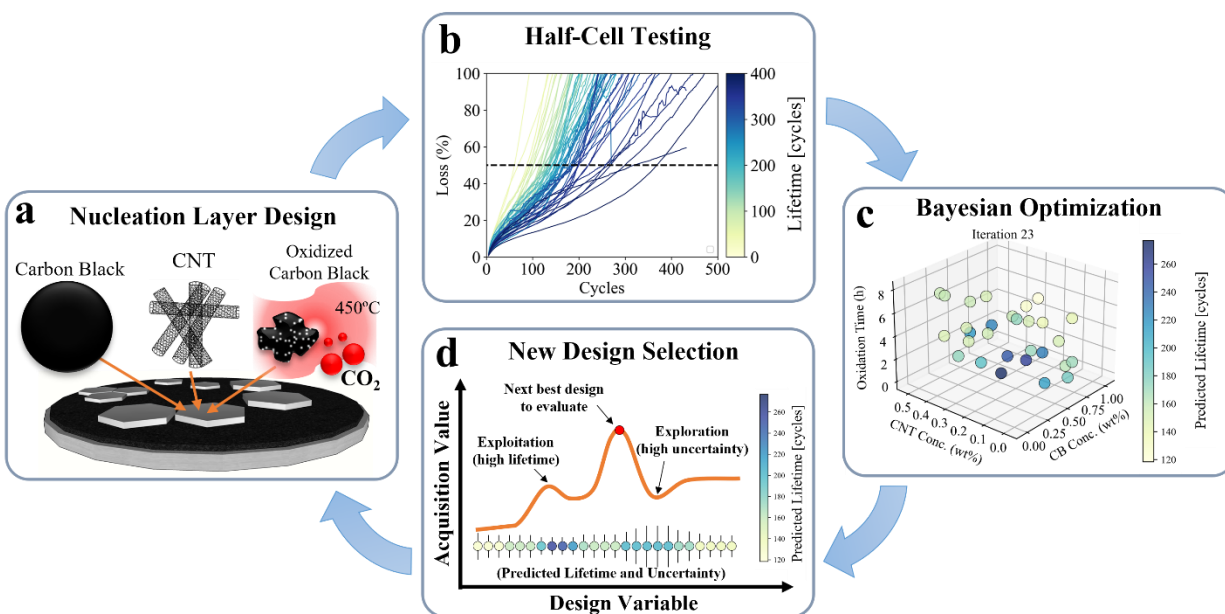 a
Nucleation Layer Design
Carbon Black
CNT
Oxidized
Carbon Black
450ºC
CO2
b
Half-Cell Testing
100
80
60
40
20
0
Loss (%)
0
100
200
300
400
500
Cycles
400
300
200
100
0
Lifetime [cycles]
c
Bayesian Optimization
Iteration 23
8
6
4
2
0
Oxidation Time (h)
0.5
0.4
0.3
0.2
0.1
0.0
CNT Conc. (wt%)
0.00
0.25
0.50
0.75
1.00
CB Conc. (wt%)
260
240
220
200
180
160
140
120
Predicted Lifetime [cycles]
d
New Design Selection
Acquisition Value
Next best design
to evaluate
Exploitation
(high lifetime)
Exploration
(high uncertainty)
(Predicted Lifetime and Uncertainty)
Design Variable
260
240
220
200
180
160
140
120
Predicted Lifetime [cycles]